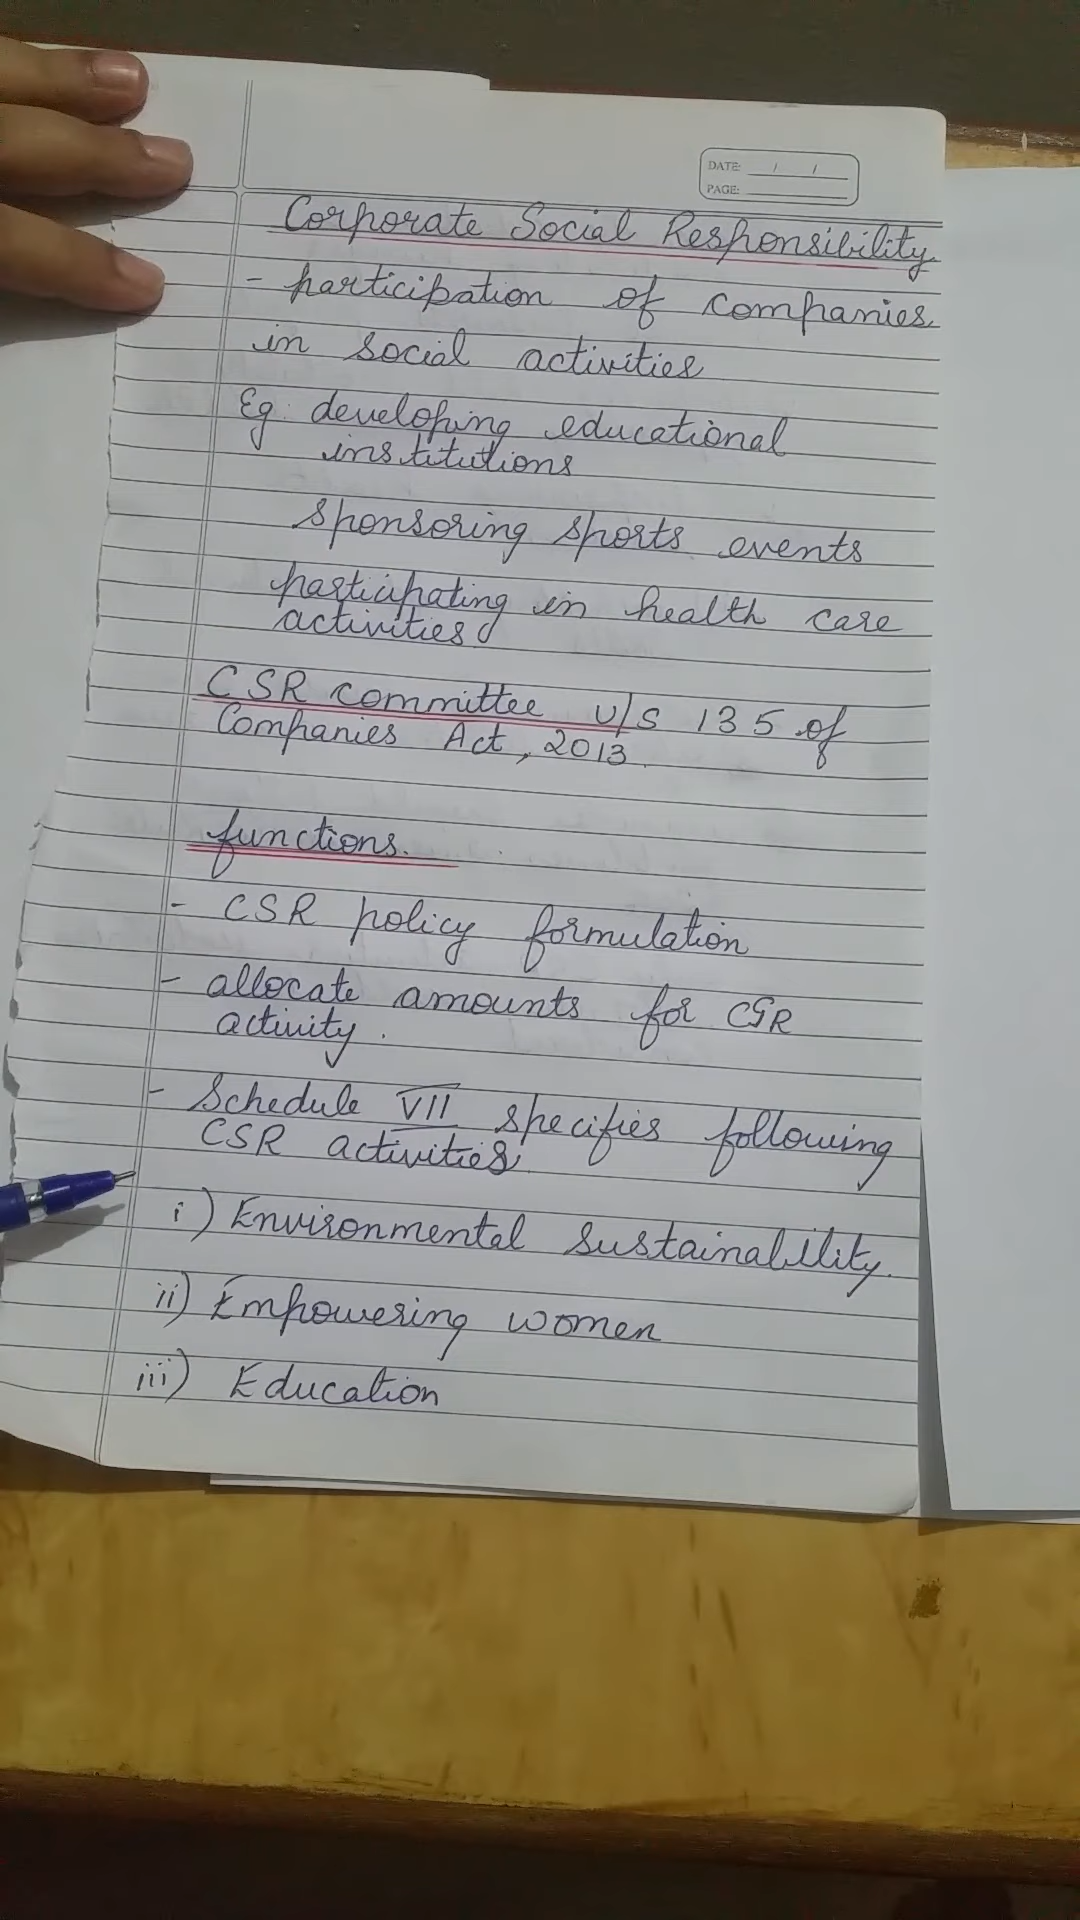 DATE: / /
PAGE:
Corporate Social Responsibility
- participation of companies
in social activities
Eg. developing educational
institutions
sponsoring sports events
participating in health care
activities
CSR committee u/s 135 of
Companies Act, 2013.
functions.
- CSR policy formulation
- allocate amounts for CSR
activity.
- Schedule VII specifies following
CSR activities
i) Environmental Sustainability.
ii) Empowering women
iii) Education